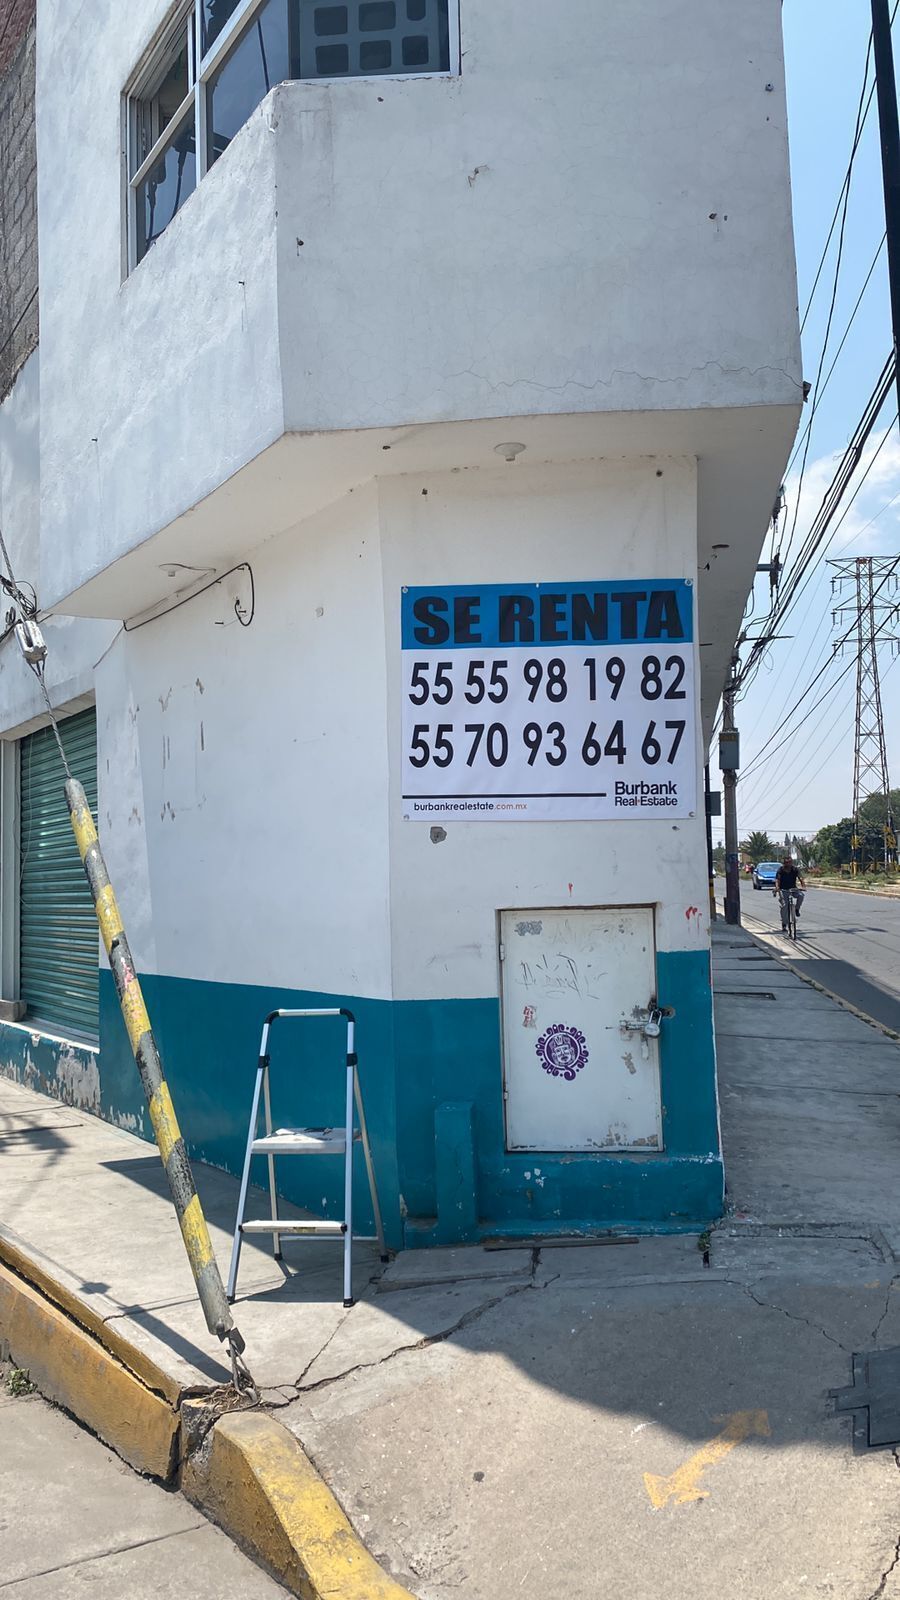 SE RENTA
55 55 98 19 82
55 70 93 64 67
Burbank
Real Estate
burbankrealestate.com.mx